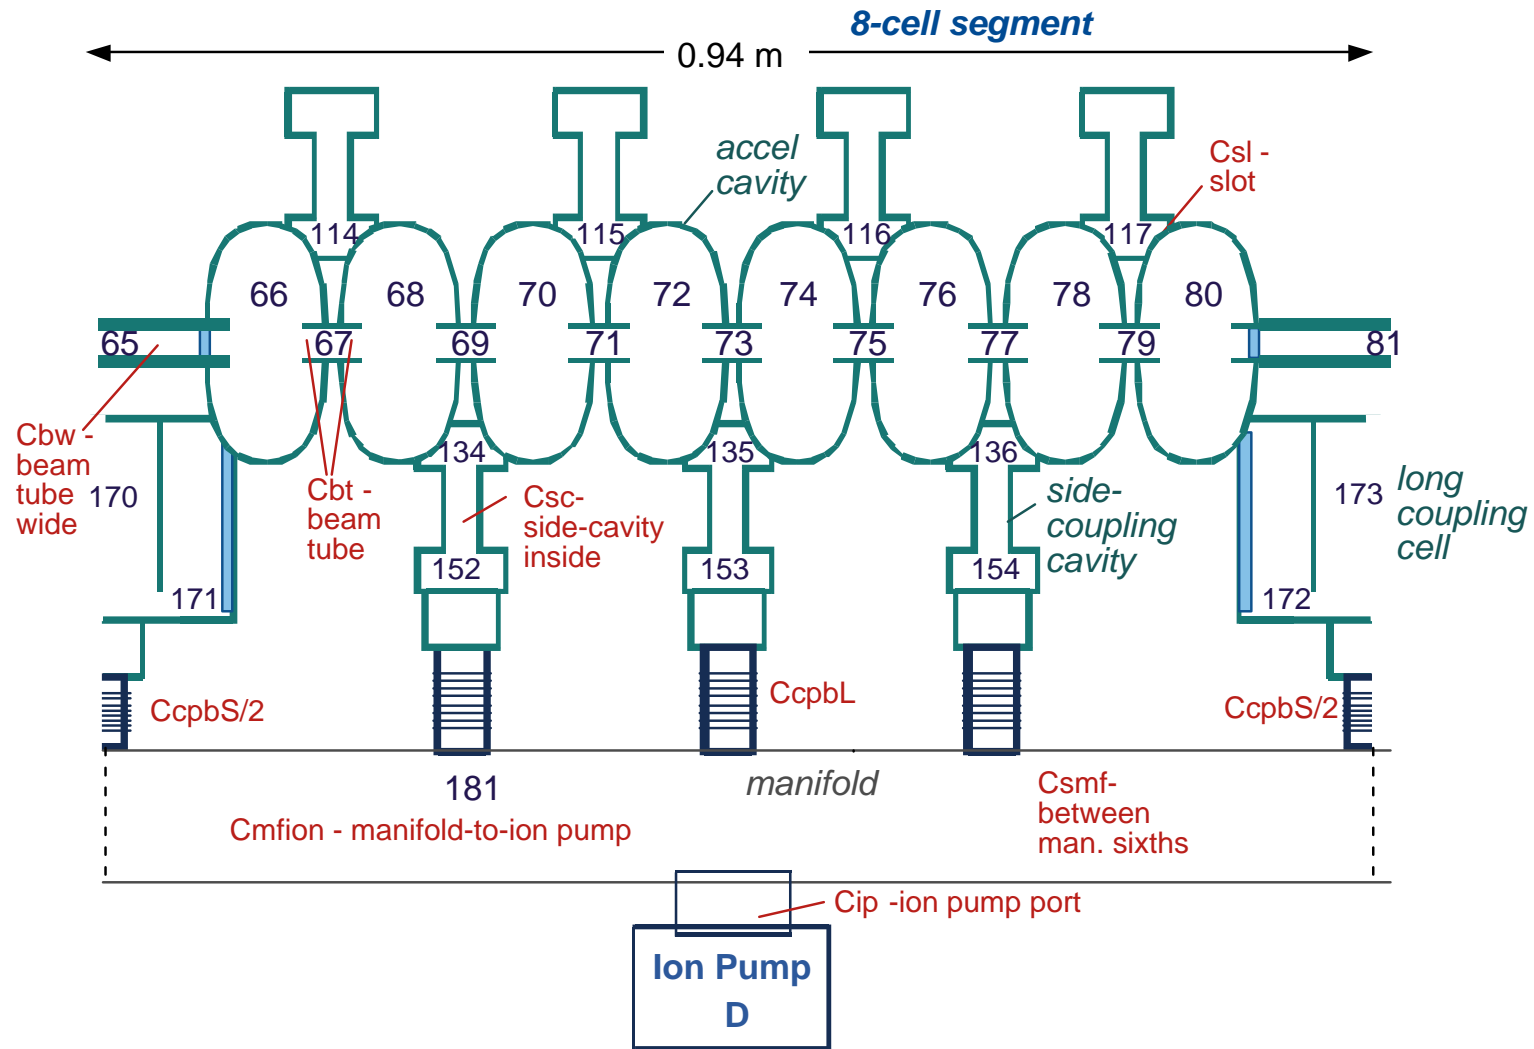 8-cell segment
0.94 m
accel
cavity
Csl -
slot
114
115
116
117
66
68
70
72
74
76
78
80
65
67
69
71
73
75
77
79
81
Cbw -
beam
tube
wide
170
134
135
136
Cbt -
beam
tube
Csc-
side-cavity
inside
side-
coupling
cavity
173
long
coupling
cell
152
153
154
171
172
CcpbS/2
CcpbL
CcpbS/2
181
manifold
Csmf-
between
man. sixths
Cmfion - manifold-to-ion pump
Cip -ion pump port
Ion Pump
D